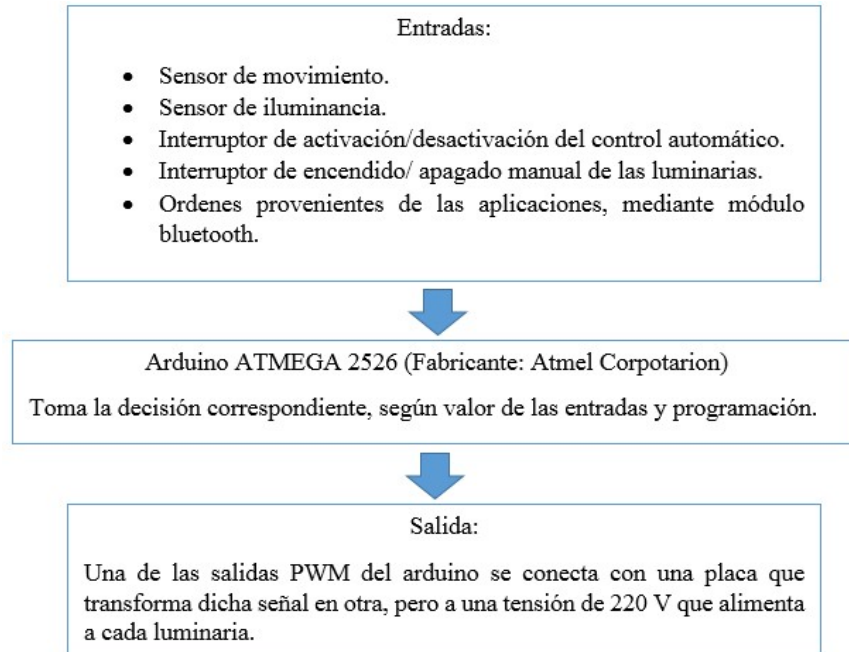 Entradas:
• Sensor de movimiento.
• Sensor de iluminancia.
• Interruptor de activación/desactivación del control automático.
• Interruptor de encendido/ apagado manual de las luminarias.
• Ordenes provenientes de las aplicaciones, mediante módulo
bluetooth.
Arduino ATMEGA 2526 (Fabricante: Atmel Corpotarion)
Toma la decisión correspondiente, según valor de las entradas y programación.
Salida:
Una de las salidas PWM del arduino se conecta con una placa que
transforma dicha señal en otra, pero a una tensión de 220 V que alimenta
a cada luminaria.